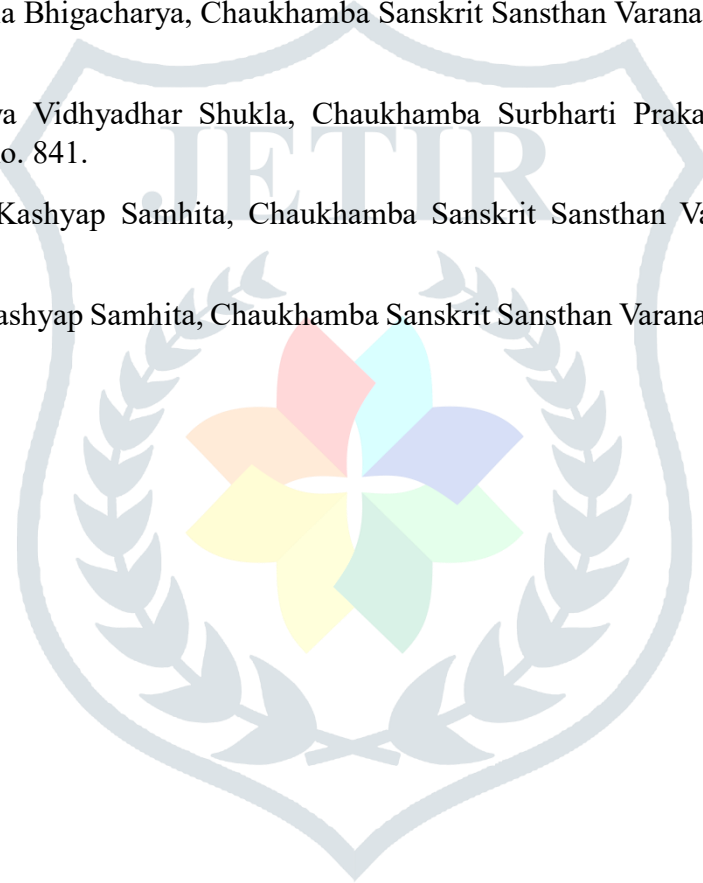 a Bhigacharya, Chaukhamba Sanskrit Sansthan Varana
ya Vidhyadhar Shukla, Chaukhamba Surbharti Praka
o. 841.
JETIR
Kashyap Samhita, Chaukhamba Sanskrit Sansthan Va
ashyap Samhita, Chaukhamba Sanskrit Sansthan Varana